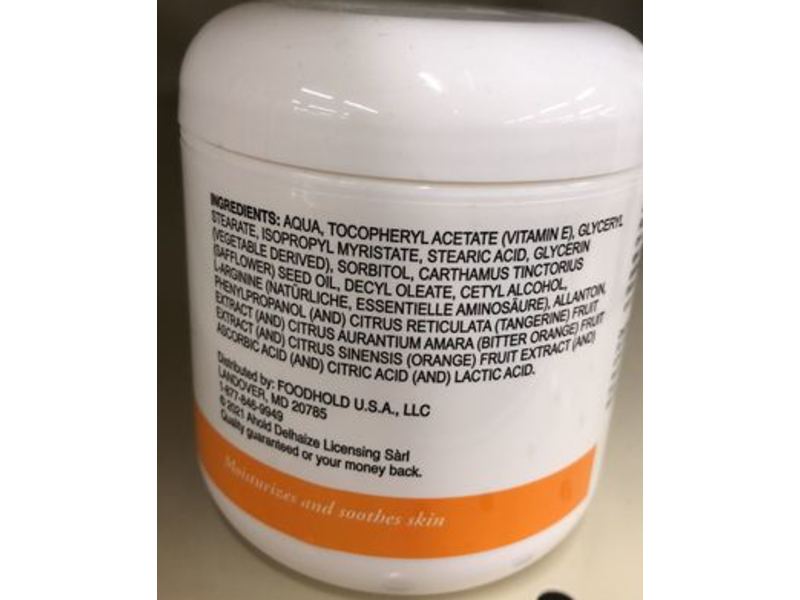 INGREDIENTS: AQUA, TOCOPHERYL ACETATE (VITAMIN E), GLYCERYL
STEARATE, ISOPROPYL MYRISTATE, STEARIC ACID, GLYCERIN
(VEGETABLE DERIVED), SORBITOL, CARTHAMUS TINCTORIUS
(SAFFLOWER) SEED OIL, DECYL OLEATE, CETYL ALCOHOL,
L-ARGININE (NATÜRLICHE, ESSENTIELLE AMINOSÄURE), ALLANTOIN,
PHENYLPROPANOL (AND) CITRUS RETICULATA (TANGERINE) FRUIT
EXTRACT (AND) CITRUS AURANTIUM AMARA (BITTER ORANGE) FRUIT
EXTRACT (AND) CITRUS SINENSIS (ORANGE) FRUIT EXTRACT (AND)
ASCORBIC ACID (AND) CITRIC ACID (AND) LACTIC ACID.
Distributed by: FOODHOLD U.S.A., LLC
LANDOVER, MD 20785
1-877-846-9949
© 2021 Ahold Delhaize Licensing Sàrl
Quality guaranteed or your money back.
Moisturizes and soothes skin